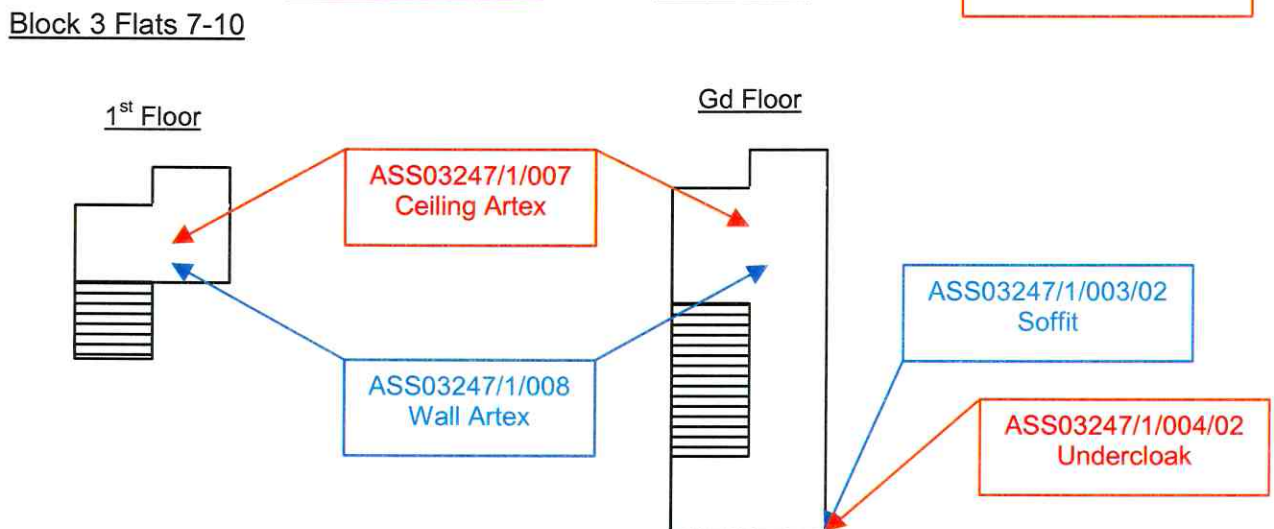 Block 3 Flats 7-10
1st Floor
Gd Floor
ASS03247/1/007
Ceiling Artex
ASS03247/1/003/02
Soffit
ASS03247/1/008
Wall Artex
ASS03247/1/004/02
Undercloak